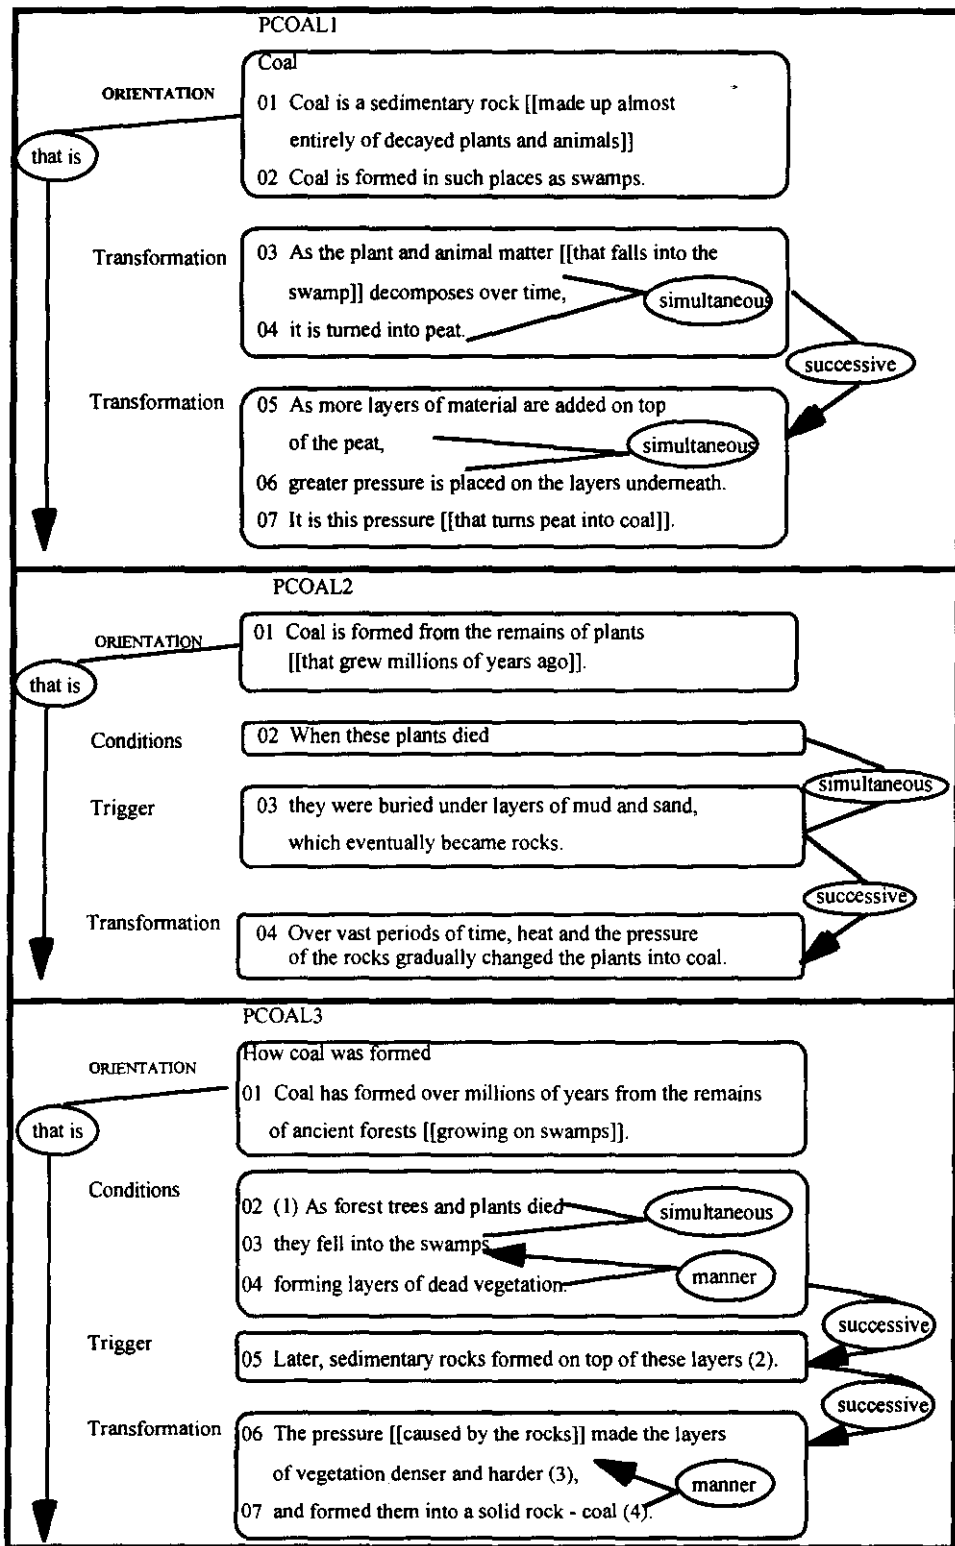 PCOAL1
Coal
ORIENTATION
01 Coal is a sedimentary rock [[made up almost
entirely of decayed plants and animals]]
that is
02 Coal is formed in such places as swamps.
Transformation
03 As the plant and animal matter [[that falls into the
swamp]] decomposes over time,
simultaneous
04 it is turned into peat.
successive
Transformation
05 As more layers of material are added on top
of the peat,
simultaneous
06 greater pressure is placed on the layers underneath.
07 It is this pressure [[that turns peat into coal]].
PCOAL2
ORIENTATION
01 Coal is formed from the remains of plants
[[that grew millions of years ago]].
that is
Conditions
02 When these plants died
simultaneous
Trigger
03 they were buried under layers of mud and sand,
which eventually became rocks.
successive
Transformation
04 Over vast periods of time, heat and the pressure
of the rocks gradually changed the plants into coal.
PCOAL3
How coal was formed
ORIENTATION
01 Coal has formed over millions of years from the remains
of ancient forests [[growing on swamps]].
that is
Conditions
02 (1) As forest trees and plants died
simultaneous
03 they fell into the swamps
04 forming layers of dead vegetation.
manner
successive
Trigger
05 Later, sedimentary rocks formed on top of these layers (2).
successive
Transformation
06 The pressure [[caused by the rocks]] made the layers
of vegetation denser and harder (3),
manner
07 and formed them into a solid rock - coal (4).